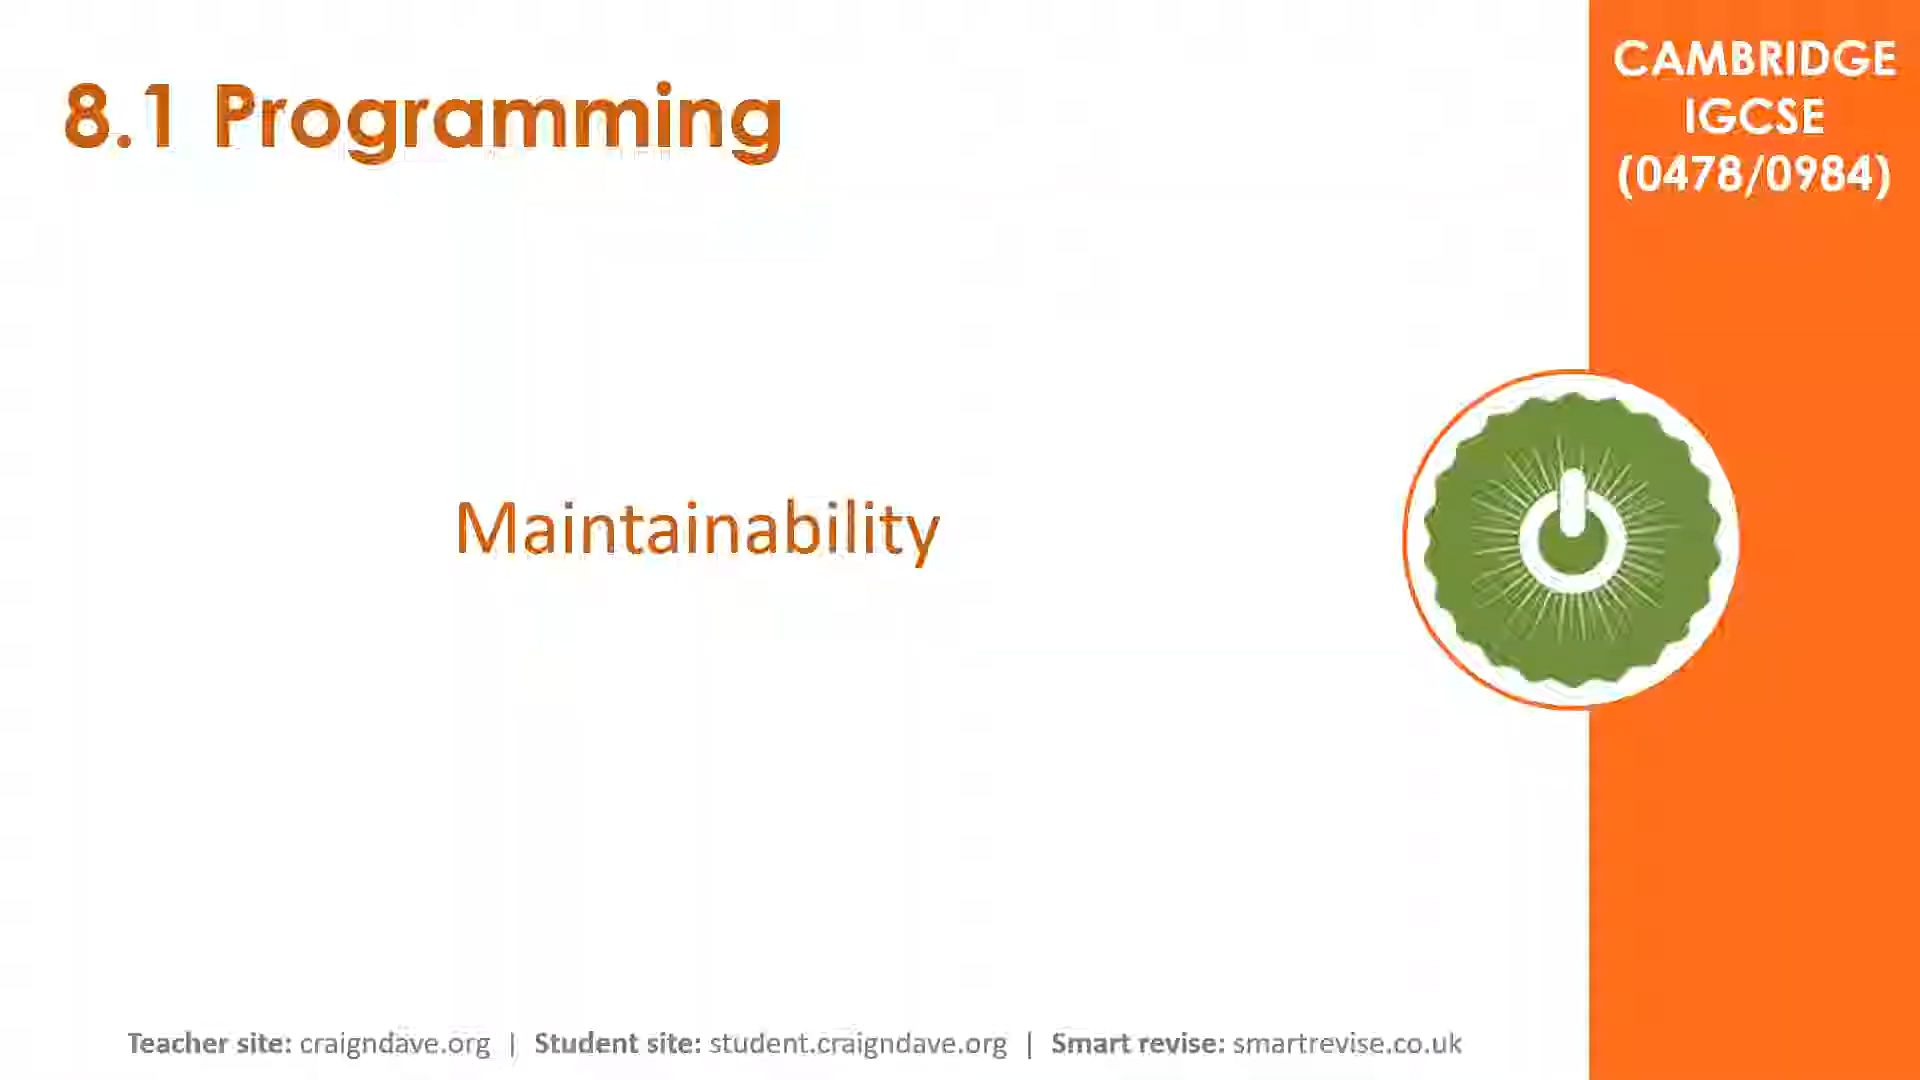 8.1 Programming
CAMBRIDGE
IGCSE
(0478/0984)
Maintainability
Teacher site: craigndave.org | Student site: student.craigndave.org | Smart revise: smartrevise.co.uk